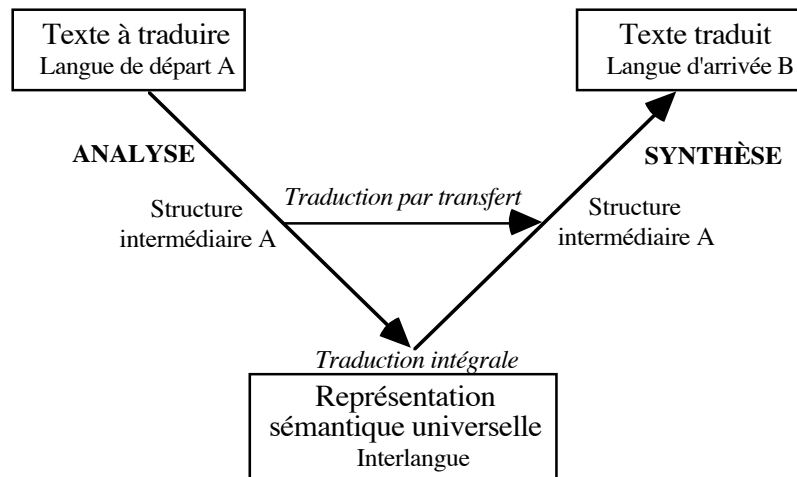 Texte à traduire
Langue de départ A
Texte traduit
Langue d'arrivée B
ANALYSE
SYNTHÈSE
Traduction par transfert
Structure
intermédiaire A
Structure
intermédiaire A
Traduction intégrale
Représentation
sémantique universelle
Interlangue